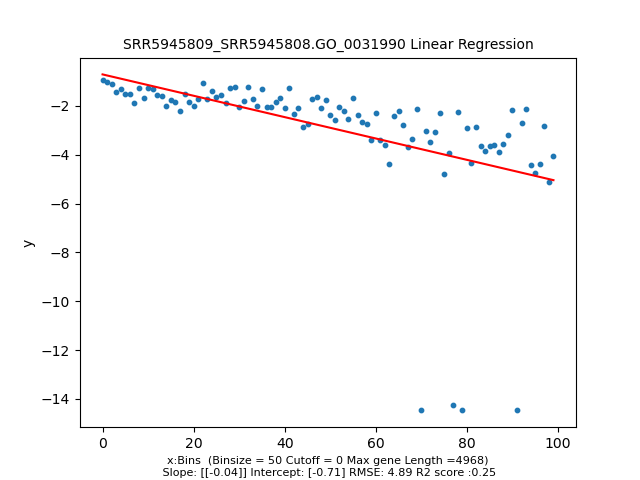 SRR5945809_SRR5945808.GO_0031990 Linear Regression
−2
−4
−6
−8
−10
−12
−14
y
0 20 40 60 80 100
x:Bins  (Binsize = 50 Cutoff = 0 Max gene Length =4968)
Slope: [[-0.04]] Intercept: [-0.71] RMSE: 4.89 R2 score :0.25